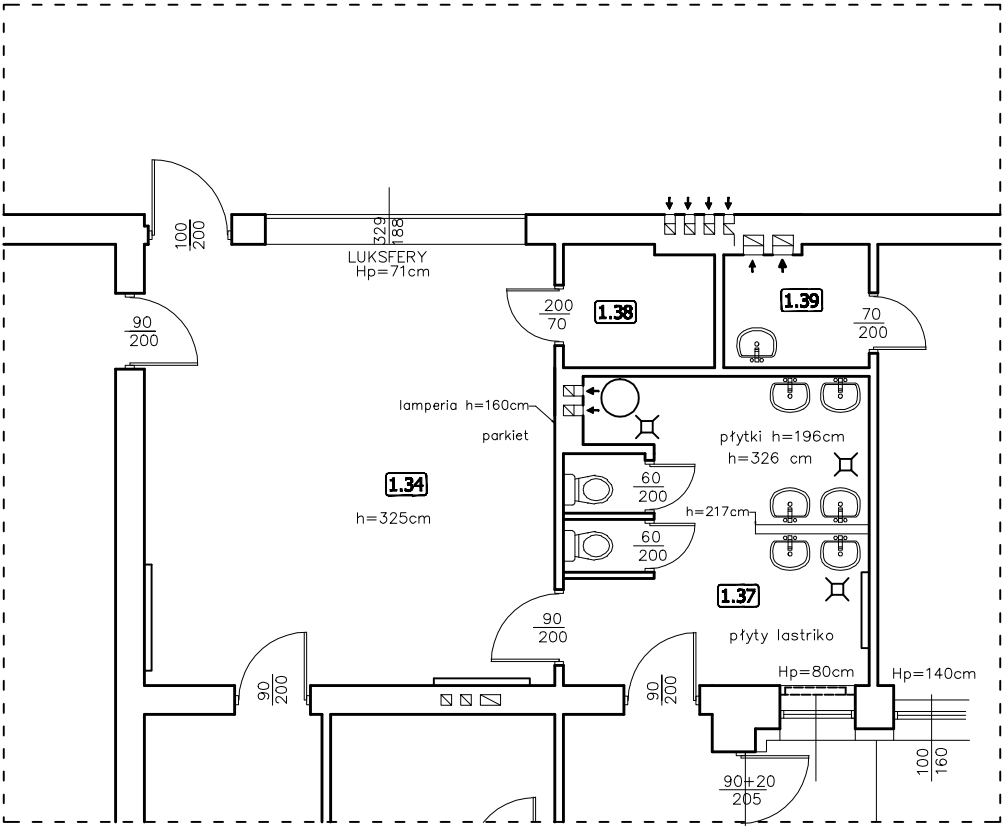 100
200
329
188
LUKSFERY
Hp=71cm
90
200
200
70
1.38
1.39
70
200
lamperia h=160cm
parkiet
płytki h=196cm
h=326 cm
1.34
h=325cm
60
200
h=217cm
60
200
1.37
90
200
płyty lastriko
Hp=80cm
Hp=140cm
90
200
90
200
100
160
90+20
205